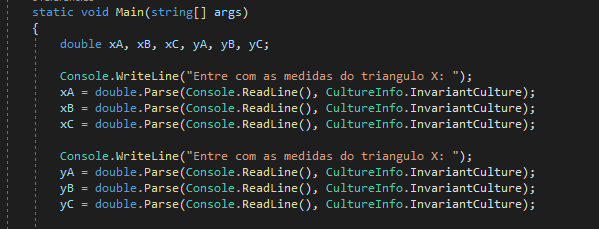 static void Main(string[] args)
{
double xA, xB, xC, yA, yB, yC;
Console.WriteLine("Entre com as medidas do triangulo X: ");
xA = double.Parse(Console.ReadLine(), CultureInfo.InvariantCulture);
xB = double.Parse(Console.ReadLine(), CultureInfo.InvariantCulture);
xC = double.Parse(Console.ReadLine(), CultureInfo.InvariantCulture);
Console.WriteLine("Entre com as medidas do triangulo X: ");
yA = double.Parse(Console.ReadLine(), CultureInfo.InvariantCulture);
yB = double.Parse(Console.ReadLine(), CultureInfo.InvariantCulture);
yC = double.Parse(Console.ReadLine(), CultureInfo.InvariantCulture);